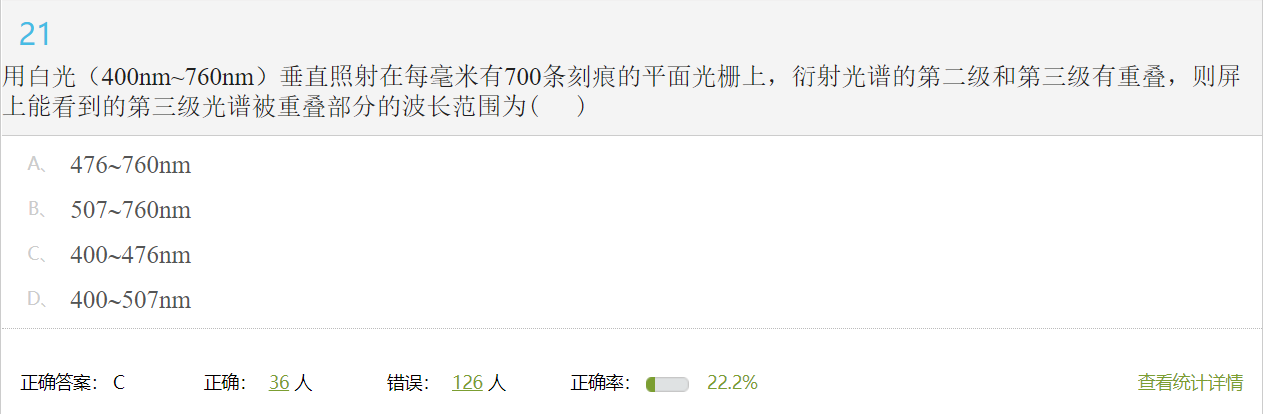 21
用白光（400nm~760nm）垂直照射在每毫米有700条刻痕的平面光栅上，衍射光谱的第二级和第三级有重叠，则屏
上能看到的第三级光谱被重叠部分的波长范围为(    )
A、 476~760nm
B、 507~760nm
C、 400~476nm
D、 400~507nm
正确答案： C 正确： 36 人 错误： 126 人 正确率： 22.2% 查看统计详情